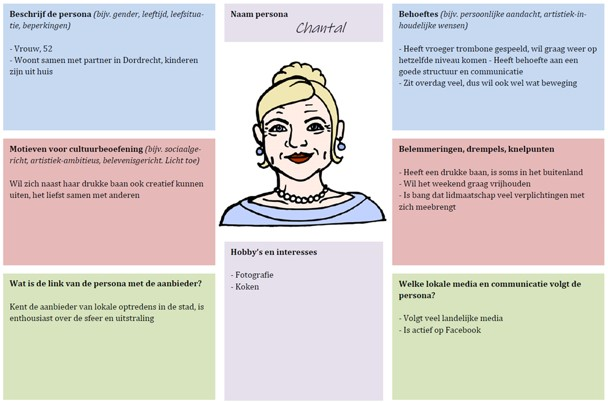 Beschrijf de persona (bijv. gender, leeftijd, leefsitua-
tie, beperkingen)
- Vrouw, 52
- Woont samen met partner in Dordrecht, kinderen
zijn uit huis
Naam persona
Chantal
Behoeftes (bijv. persoonlijke aandacht, artistiek-in-
houdelijke wensen)
- Heeft vroeger trombone gespeeld, wil graag weer op
hetzelfde niveau komen - Heeft behoefte aan een
goede structuur en communicatie
- Zit overdag veel, dus wil ook wel wat beweging
Motieven voor cultuurbeoefening (bijv. sociaalge-
richt, artistiek-ambitieus, belevenisgericht. Licht toe)
Wil zich naast haar drukke baan ook creatief kunnen
uiten, het liefst samen met anderen
Belemmeringen, drempels, knelpunten
- Heeft een drukke baan, is soms in het buitenland
- Wil het weekend graag vrijhouden
- Is bang dat lidmaatschap veel verplichtingen met
zich meebrengt
Wat is de link van de persona met de aanbieder?
Kent de aanbieder van lokale optredens in de stad, is
enthousiast over de sfeer en uitstraling
Hobby's en interesses
- Fotografie
- Koken
Welke lokale media en communicatie volgt de
persona?
- Volgt veel landelijke media
- Is actief op Facebook